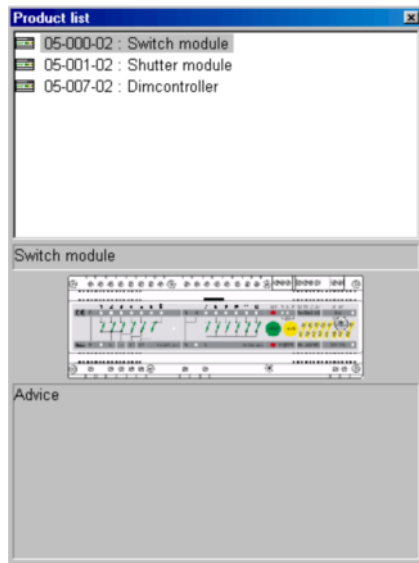 Product list
05-000-02 : Switch module
05-001-02 : Shutter module
05-007-02 : Dimcontroller
Switch module
Advice